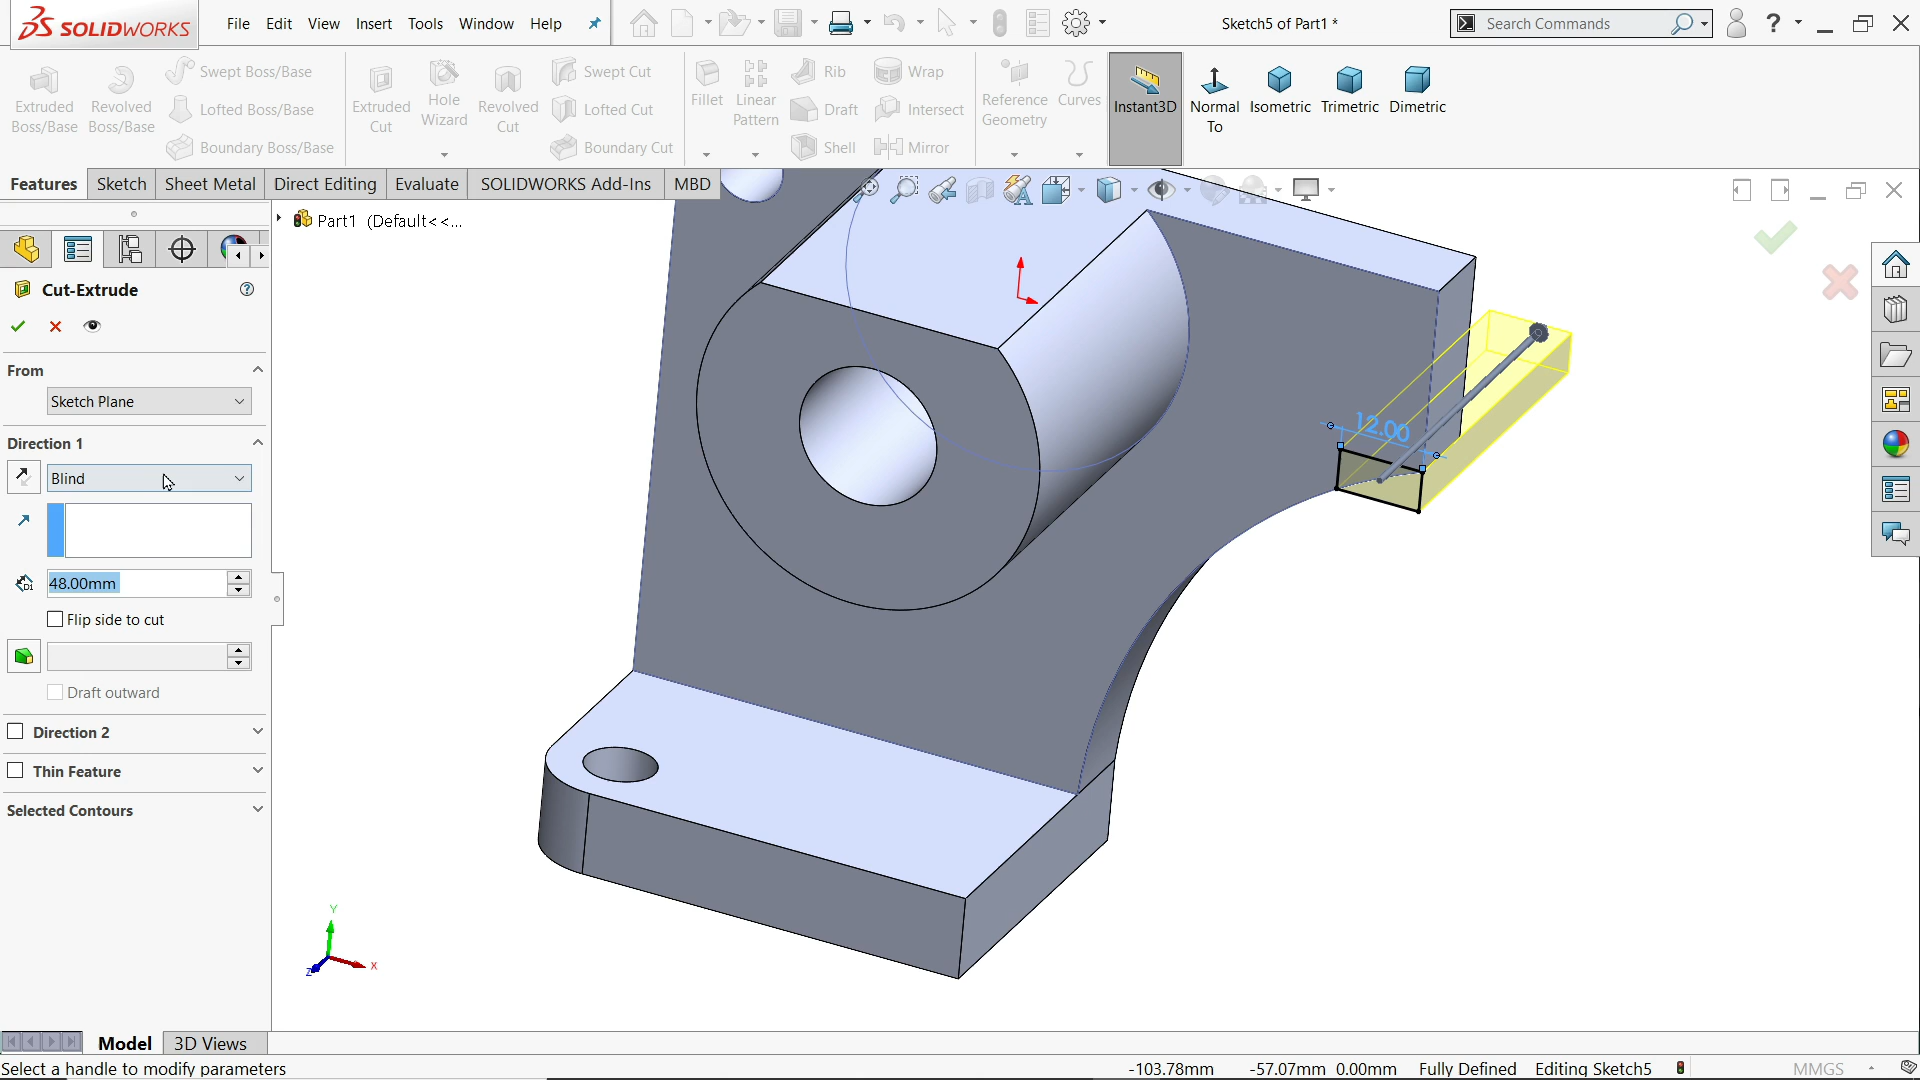 SOLIDWORKS
File Edit View Insert Tools Window Help
Sketch5 of Part1 *
Search Commands
?
Extruded Boss/Base
Revolved Boss/Base
Swept Boss/Base
Lofted Boss/Base
Boundary Boss/Base
Extruded Cut
Hole Wizard
Revolved Cut
Swept Cut
Lofted Cut
Boundary Cut
Fillet
Linear Pattern
Rib
Draft
Shell
Wrap
Intersect
Mirror
Reference Geometry
Curves
Instant3D
Normal To
Isometric
Trimetric
Dimetric
Features Sketch Sheet Metal Direct Editing Evaluate SOLIDWORKS Add-Ins MBD
Part1 (Default<<...
Cut-Extrude
From
Sketch Plane
Direction 1
Blind
D1
48.00mm
Flip side to cut
Draft outward
Direction 2
Thin Feature
Selected Contours
12.00
Y
X
Z
Model 3D Views
Select a handle to modify parameters
-103.78mm -57.07mm 0.00mm Fully Defined Editing Sketch5 MMGS